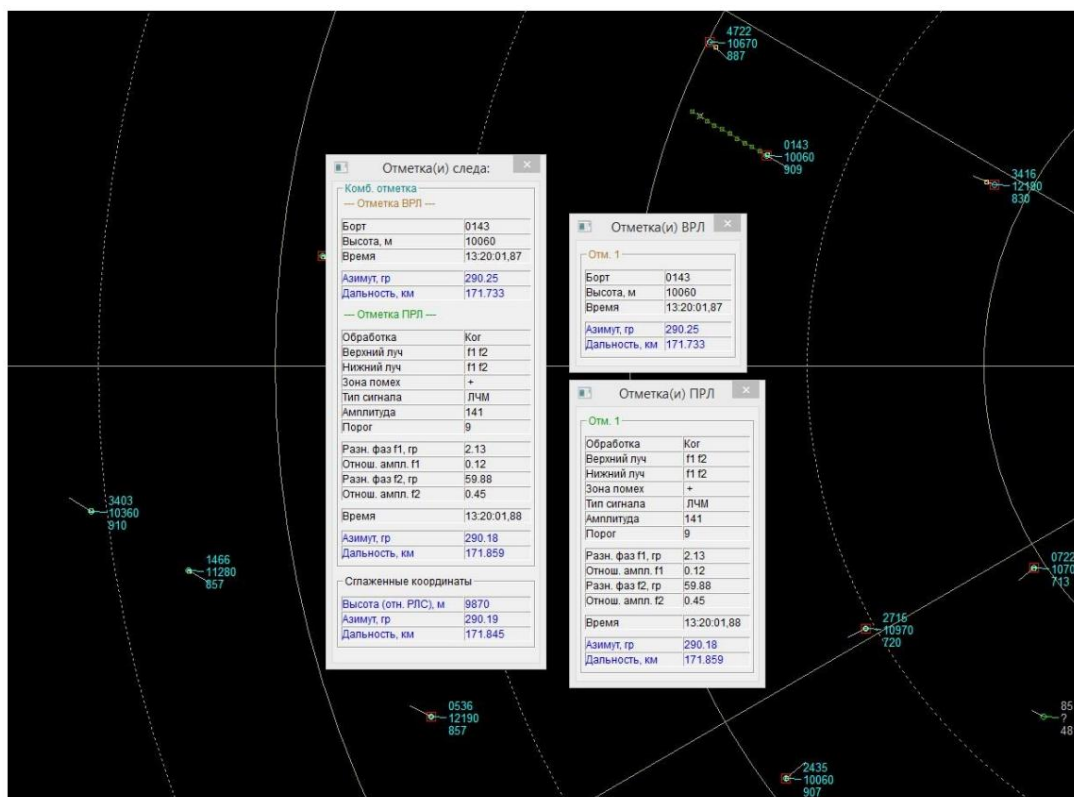 4722
10670
887
0143
10060
909
3416
12190
830
Отметка(и) следа:
Комб. отметка
--- Отметка ВРЛ ---
Борт 0143
Высота, м 10060
Время 13:20:01,87
Азимут, гр 290.25
Дальность, км 171.733
--- Отметка ПРЛ ---
Обработка Ког
Верхний луч f1 f2
Нижний луч f1 f2
Зона помех +
Тип сигнала ЛЧМ
Амплитуда 141
Порог 9
Разн. фаз f1, гр 2.13
Отнош. ампл. f1 0.12
Разн. фаз f2, гр 59.88
Отнош. ампл. f2 0.45
Время 13:20:01,88
Азимут, гр 290.18
Дальность, км 171.859
Сглаженные координаты
Высота (отн. РЛС), м 9870
Азимут, гр 290.19
Дальность, км 171.845
Отметка(и) ВРЛ
Отм. 1
Борт 0143
Высота, м 10060
Время 13:20:01,87
Азимут, гр 290.25
Дальность, км 171.733
Отметка(и) ПРЛ
Отм. 1
Обработка Ког
Верхний луч f1 f2
Нижний луч f1 f2
Зона помех +
Тип сигнала ЛЧМ
Амплитуда 141
Порог 9
Разн. фаз f1, гр 2.13
Отнош. ампл. f1 0.12
Разн. фаз f2, гр 59.88
Отнош. ампл. f2 0.45
Время 13:20:01,88
Азимут, гр 290.18
Дальность, км 171.859
3403
10360
910
1466
11280
857
0722
1070
713
2715
10970
720
0536
12190
857
85
?
48
2435
10060
907